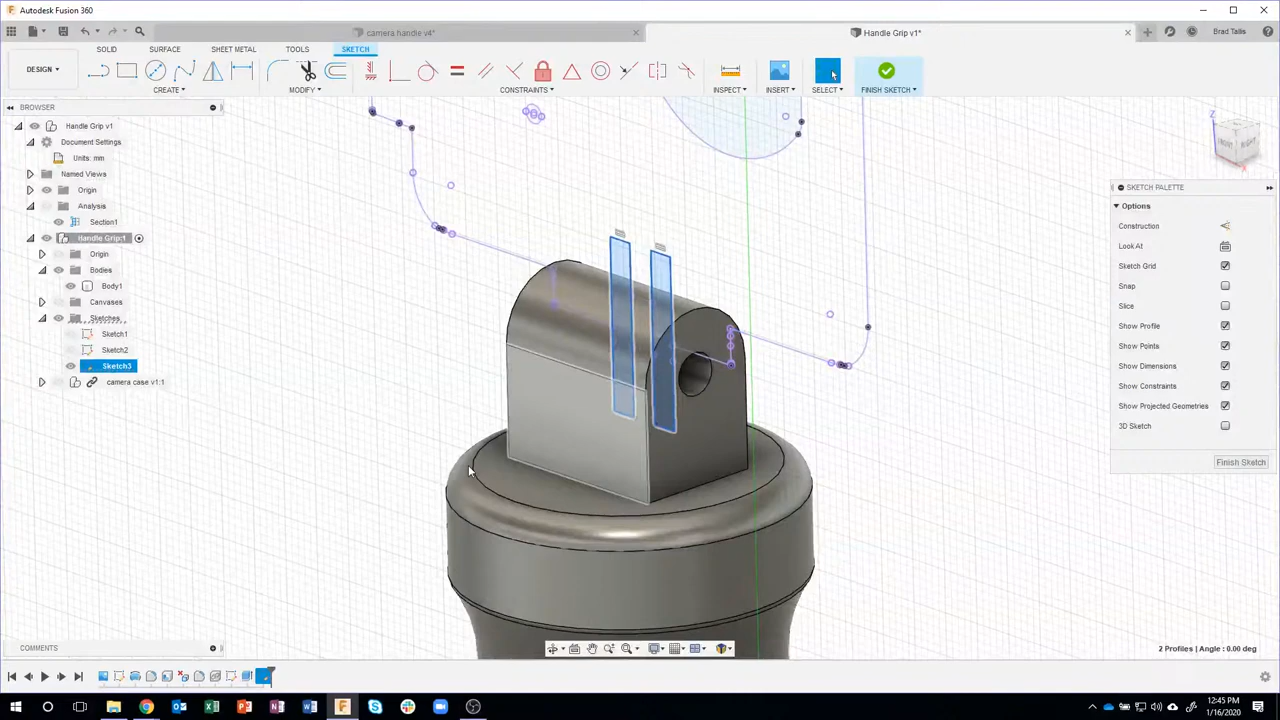 Autodesk Fusion 360
camera handle v4*
Handle Grip v1*
Brad Tallis
SOLID
SURFACE
SHEET METAL
TOOLS
SKETCH
DESIGN
CREATE
MODIFY
CONSTRAINTS
INSPECT
INSERT
SELECT
FINISH SKETCH
BROWSER
Handle Grip v1
Document Settings
Units: mm
Named Views
Origin
Analysis
Section1
Handle Grip:1
Origin
Bodies
Body1
Canvases
Sketches
Sketch1
Sketch2
Sketch3
camera case v1:1
Z
FRONT
RIGHT
SKETCH PALETTE
Options
Construction
Look At
Sketch Grid
Snap
Slice
Show Profile
Show Points
Show Dimensions
Show Constraints
Show Projected Geometries
3D Sketch
Finish Sketch
COMMENTS
2 Profiles | Angle : 0.00 deg
12:45 PM
1/16/2020